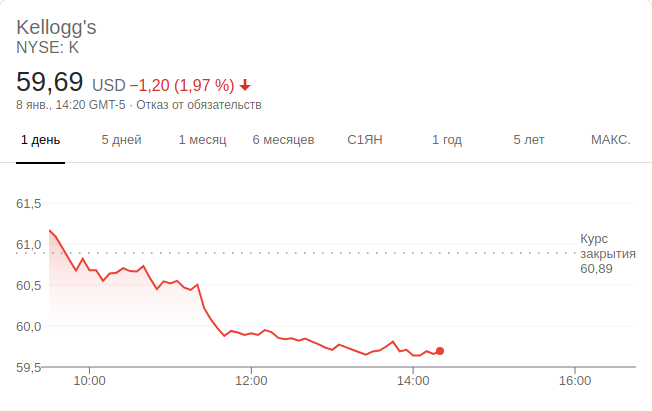 Kellogg's
NYSE: K
59,69 USD −1,20 (1,97 %)
8 янв., 14:20 GMT-5 · Отказ от обязательств
1 день 5 дней 1 месяц 6 месяцев С1ЯН 1 год 5 лет МАКС.
61,5
61,0
60,5
60,0
59,5
Курс
закрытия
60,89
10:00 12:00 14:00 16:00